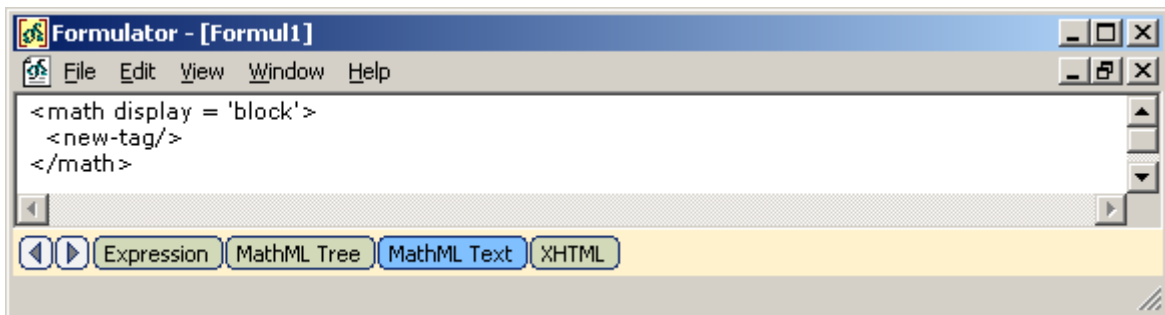 Formulator - [Formul1]
File Edit View Window Help
<math display = 'block'>
<new-tag/>
</math>
Expression MathML Tree MathML Text XHTML